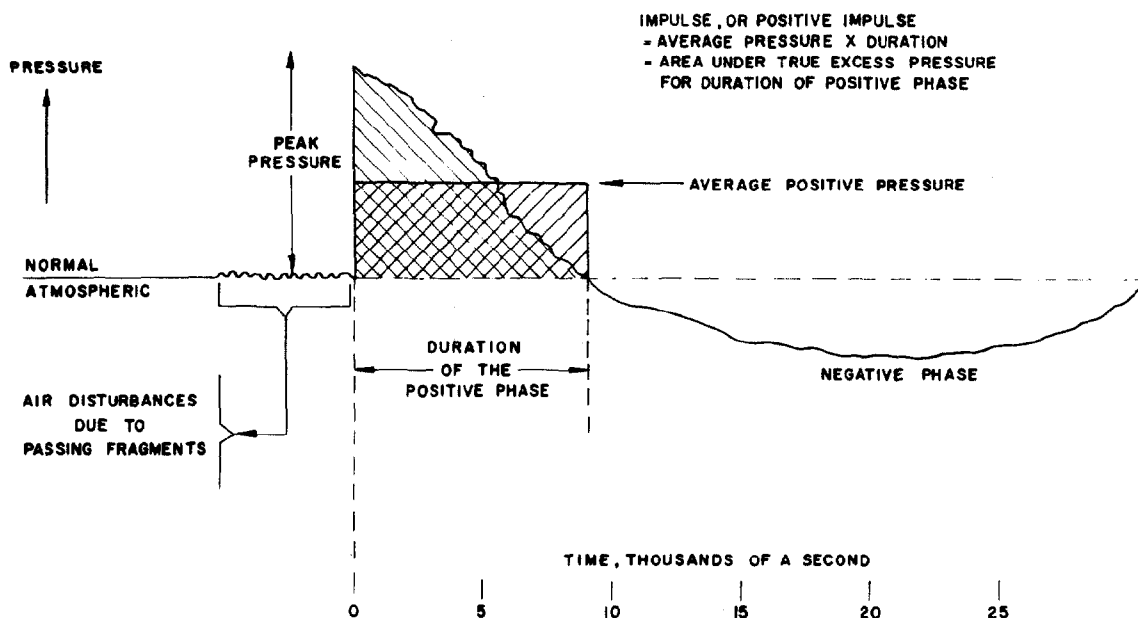 IMPULSE, OR POSITIVE IMPULSE
= AVERAGE PRESSURE X DURATION
= AREA UNDER TRUE EXCESS PRESSURE
FOR DURATION OF POSITIVE PHASE
PRESSURE
PEAK
PRESSURE
AVERAGE POSITIVE PRESSURE
NORMAL
ATMOSPHERIC
DURATION
OF THE
POSITIVE PHASE
NEGATIVE PHASE
AIR DISTURBANCES
DUE TO
PASSING FRAGMENTS
TIME, THOUSANDS OF A SECOND
0 5 10 15 20 25